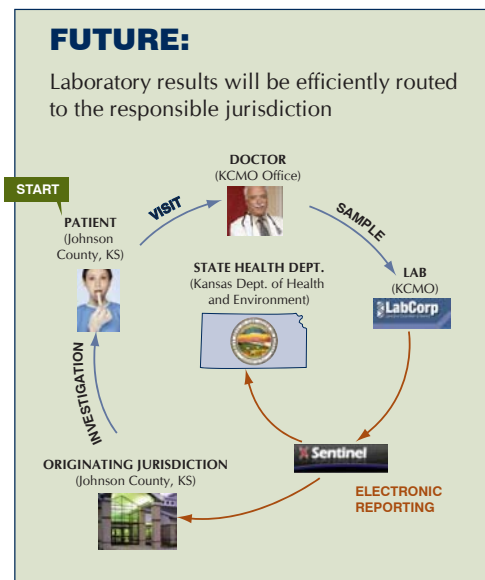 FUTURE:
Laboratory results will be efficiently routed
to the responsible jurisdiction
START
PATIENT
(Johnson
County, KS)
VISIT
DOCTOR
(KCMO Office)
SAMPLE
LAB
(KCMO)
LabCorp
STATE HEALTH DEPT.
(Kansas Dept. of Health
and Environment)
Sentinel
ELECTRONIC
REPORTING
ORIGINATING JURISDICTION
(Johnson County, KS)
INVESTIGATION